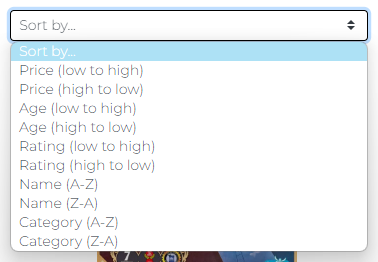 Sort by...
Sort by...
Price (low to high)
Price (high to low)
Age (low to high)
Age (high to low)
Rating (low to high)
Rating (high to low)
Name (A-Z)
Name (Z-A)
Category (A-Z)
Category (Z-A)
7